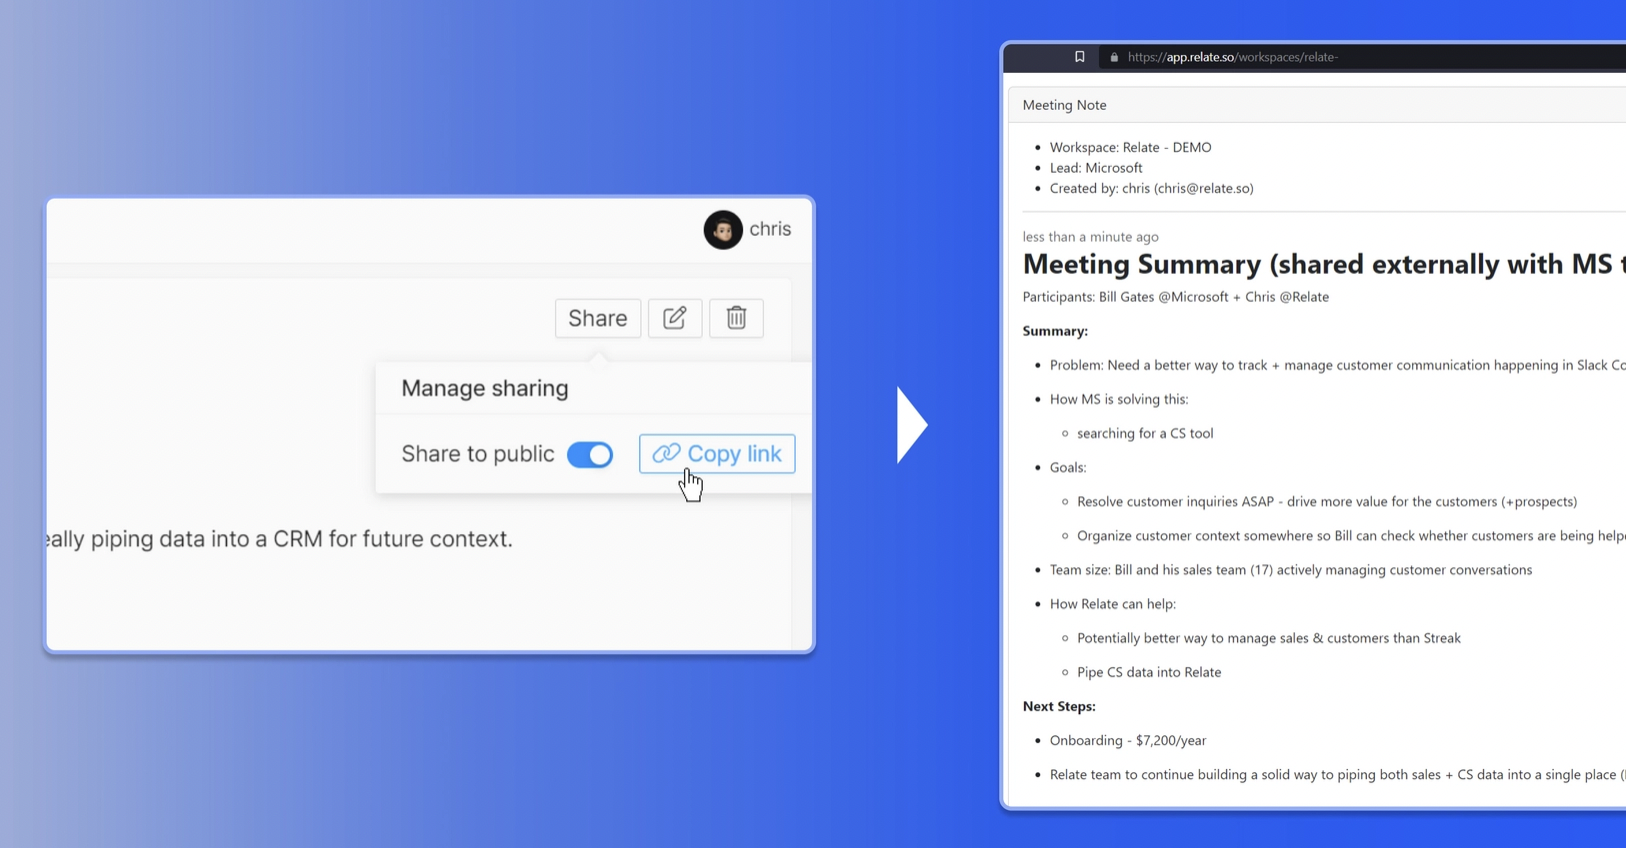 chris
Share
Manage sharing
Share to public
Copy link
piping data into a CRM for future context.
https://app.relate.so/workspaces/relate-
Meeting Note
• Workspace: Relate - DEMO
• Lead: Microsoft
• Created by: chris (chris@relate.so)
less than a minute ago
Meeting Summary (shared externally with MS
Participants: Bill Gates @Microsoft + Chris @Relate
Summary:
• Problem: Need a better way to track + manage customer communication happening in Slack
• How MS is solving this:
◦ searching for a CS tool
• Goals:
◦ Resolve customer inquiries ASAP - drive more value for the customers (+prospects)
◦ Organize customer context somewhere so Bill can check whether customers are being
• Team size: Bill and his sales team (17) actively managing customer conversations
• How Relate can help:
◦ Potentially better way to manage sales & customers than Streak
◦ Pipe CS data into Relate
Next Steps:
• Onboarding - $7,200/year
• Relate team to continue building a solid way to piping both sales + CS data into a single place